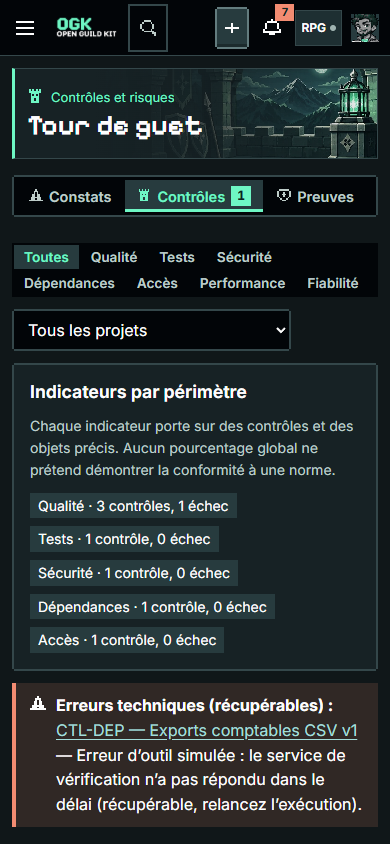 OGK
OPEN GUILD KIT
7
RPG
Contrôles et risques
Tour de guet
Constats
Contrôles 1
Preuves
Toutes Qualité Tests Sécurité
Dépendances Accès Performance Fiabilité
Tous les projets
Indicateurs par périmètre
Chaque indicateur porte sur des contrôles et des
objets précis. Aucun pourcentage global ne
prétend démontrer la conformité à une norme.
Qualité · 3 contrôles, 1 échec
Tests · 1 contrôle, 0 échec
Sécurité · 1 contrôle, 0 échec
Dépendances · 1 contrôle, 0 échec
Accès · 1 contrôle, 0 échec
Erreurs techniques (récupérables) :
CTL-DEP — Exports comptables CSV v1
— Erreur d’outil simulée : le service de
vérification n’a pas répondu dans le
délai (récupérable, relancez l’exécution).